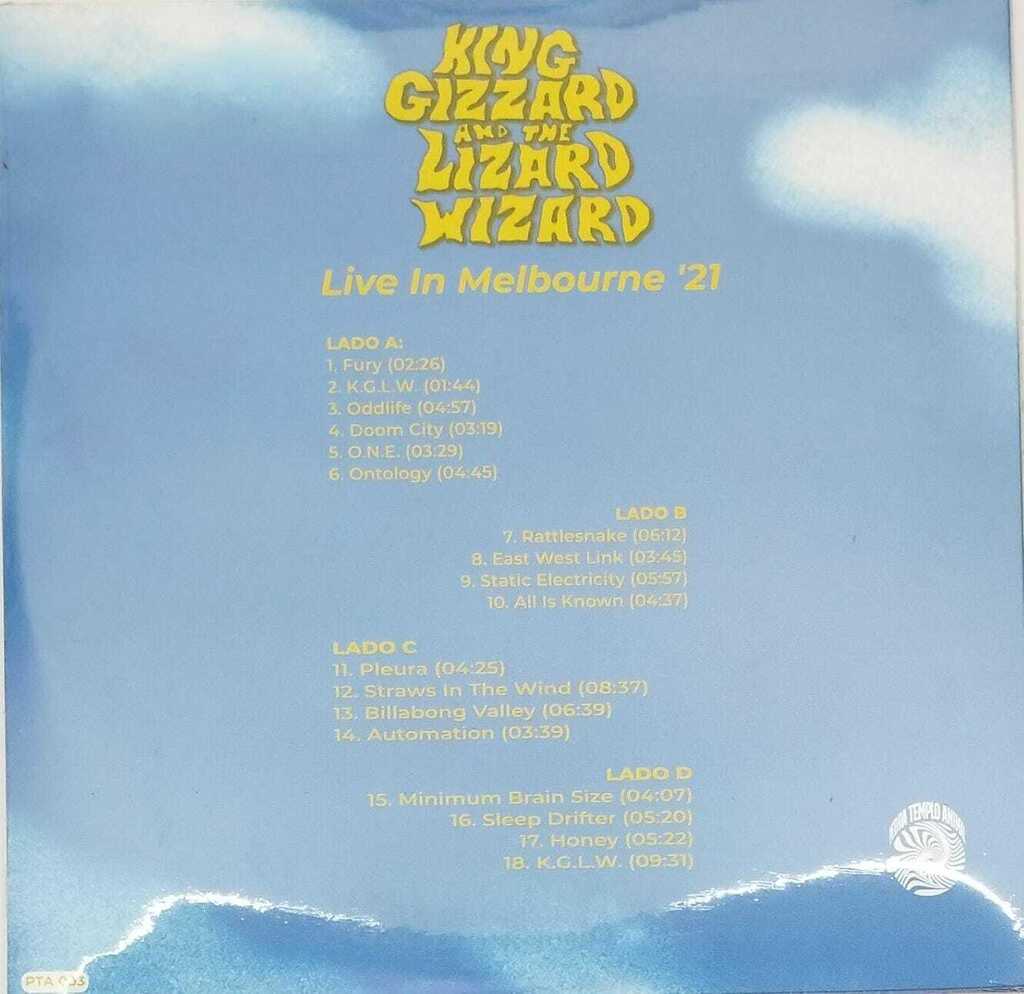 KING
GIZZARD
AND THE
LIZARD
WIZARD
Live In Melbourne '21
LADO A:
1. Fury (02:26)
2. K.G.L.W. (01:44)
3. Oddlife (04:57)
4. Doom City (03:19)
5. O.N.E. (03:29)
6. Ontology (04:45)
LADO B
7. Rattlesnake (06:12)
8. East West Link (03:45)
9. Static Electricity (05:57)
10. All Is Known (04:37)
LADO C
11. Pleura (04:25)
12. Straws In The Wind (08:37)
13. Billabong Valley (06:39)
14. Automation (03:39)
LADO D
15. Minimum Brain Size (04:07)
16. Sleep Drifter (05:20)
17. Honey (05:22)
18. K.G.L.W. (09:31)
TEMPLO
PTA